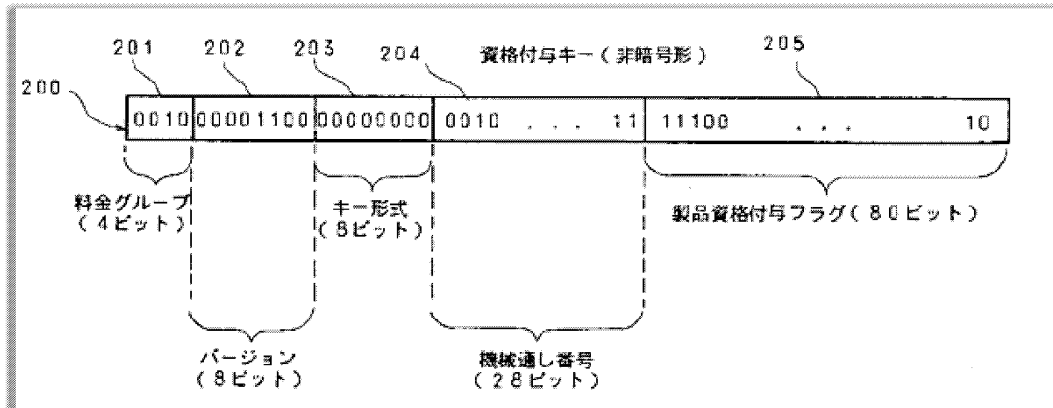 201 202 203 204 資格付与キー(非暗号形) 205
200
0010 00001100 00000000 0010 . . . 11 11100 . . . 10
料金グループ キー形式 製品資格付与フラグ(80ビット)
(4ビット) (8ビット)
バージョン 機械通し番号
(8ビット) (28ビット)